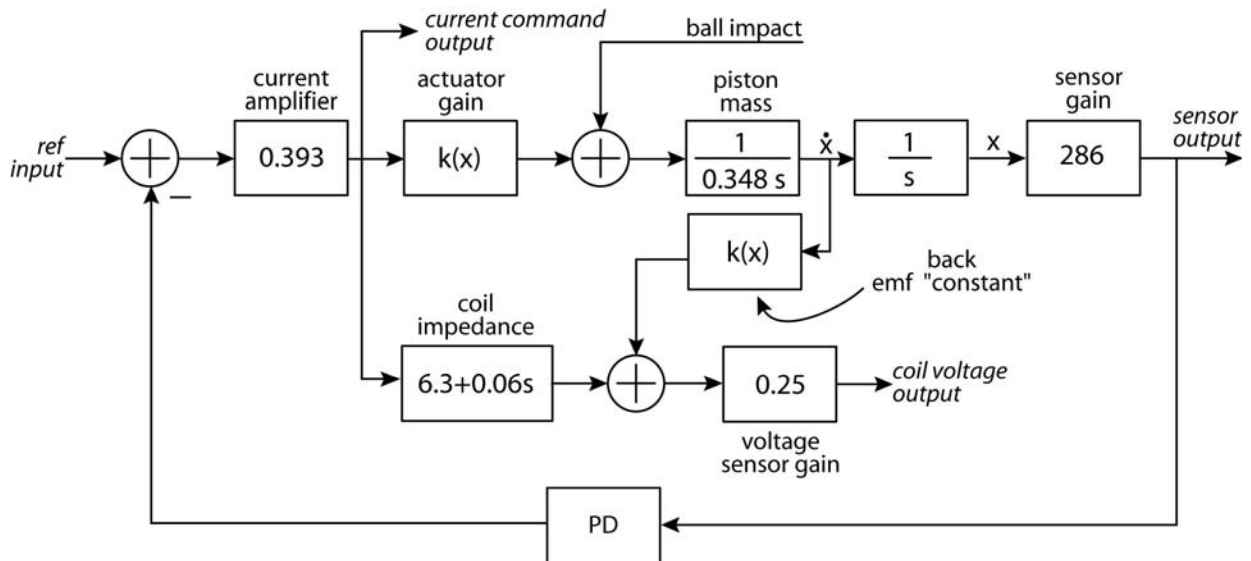 current command
output
ball impact
current
amplifier
actuator
gain
piston
mass
sensor
gain
ref
input
0.393
k(x)
1
0.348 s
ẋ
1
s
x
286
sensor
output
−
k(x)
back
emf "constant"
coil
impedance
6.3+0.06s
0.25
coil voltage
output
voltage
sensor gain
PD